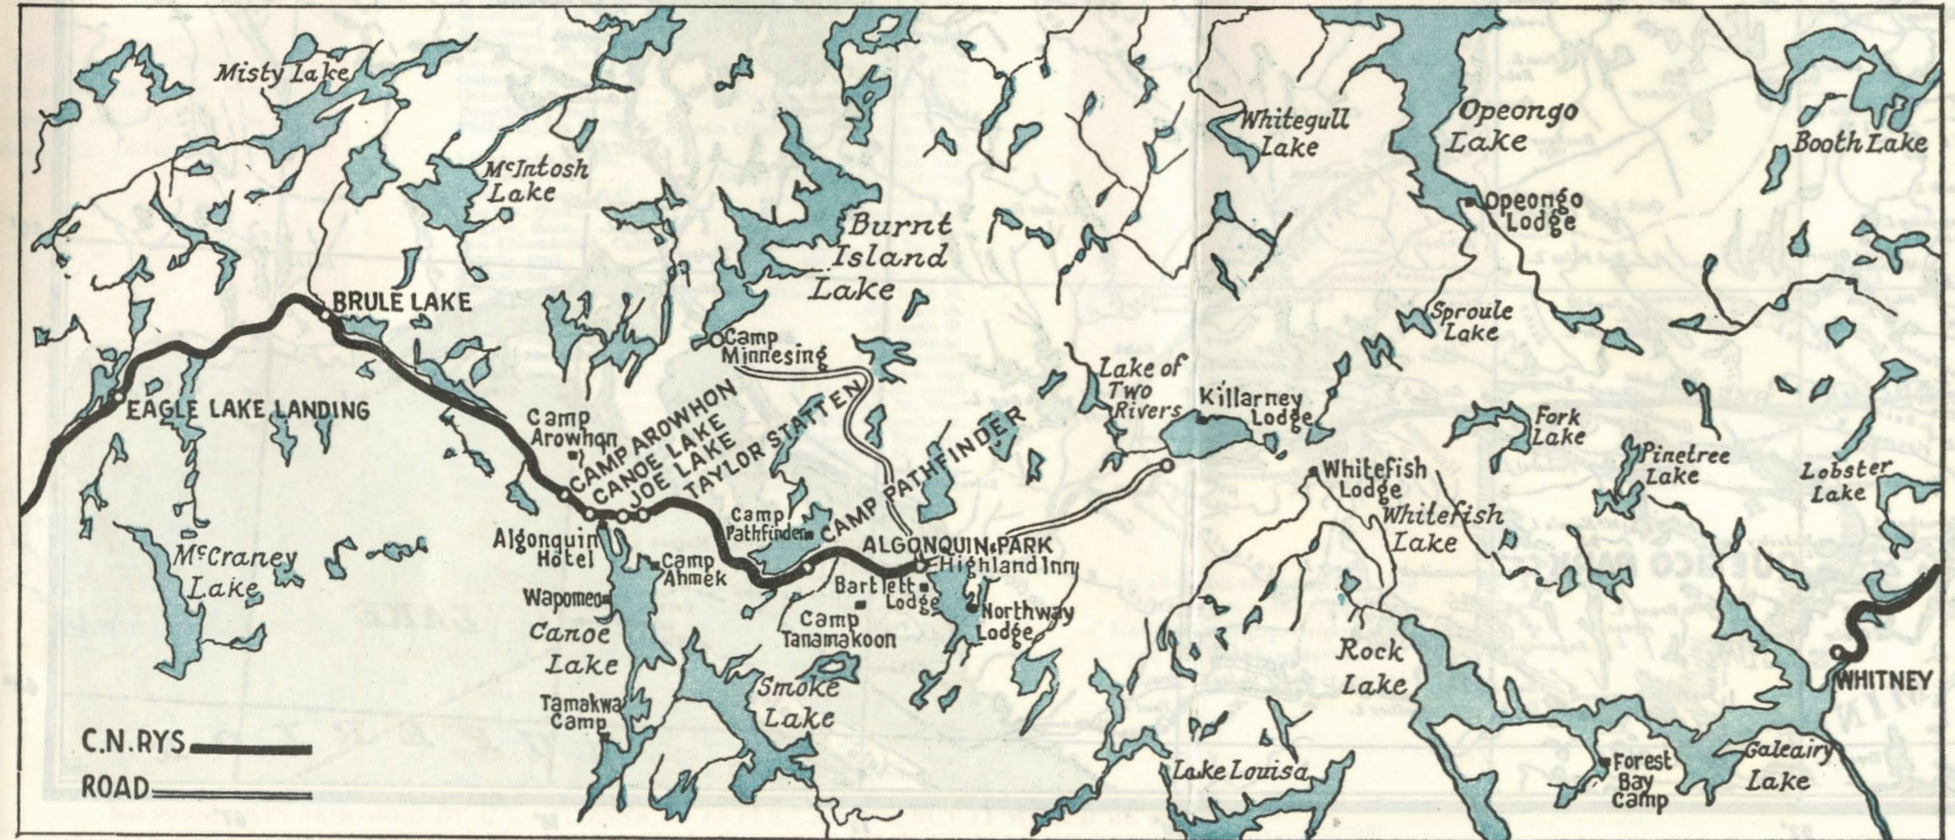 Misty Lake
McIntosh
Lake
Burnt
Island
Lake
Whitegull
Lake
Opeongo
Lake
Booth Lake
Opeongo
Lodge
BRULE LAKE
Camp
Minnesing
Sproule
Lake
EAGLE LAKE LANDING
Camp
Arowhon
CAMP AROWHON
CANOE LAKE
JOE LAKE
TAYLOR STATTEN
CAMP PATHFINDER
Lake of
Two
Rivers
Killarney
Lodge
Fork
Lake
Pinetree
Lake
Lobster
Lake
Whitefish
Lodge
Whitefish
Lake
McCraney
Lake
Algonquin
Hotel
Camp
Pathfinder
ALGONQUIN PARK
Highland Inn
Camp
Ahmek
Bartlett
Lodge
Wapomeo
Camp
Tanamakoon
Northway
Lodge
Canoe
Lake
Rock
Lake
Smoke
Lake
Tamakwa
Camp
WHITNEY
Lake Louisa
Forest
Bay
Camp
Galeairy
Lake
C.N.RYS
ROAD